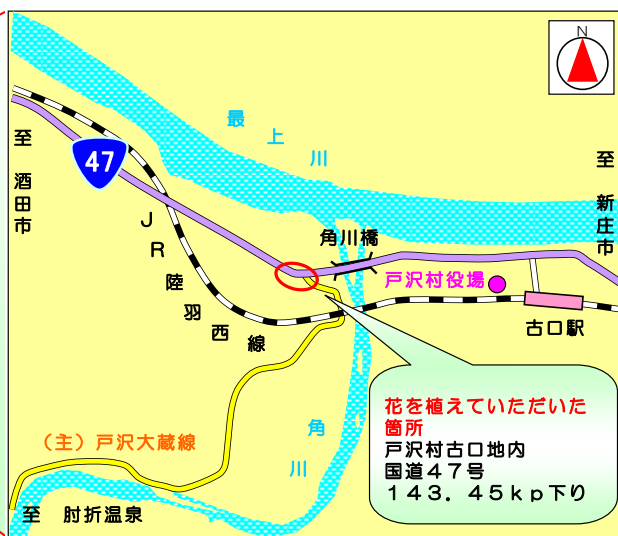 N
最上川
至 酒田市
47
至 新庄市
JR陸羽西線
角川橋
戸沢村役場
古口駅
(主)戸沢大蔵線
角川
花を植えていただいた
箇所
戸沢村古口地内
国道47号
143.45kp下り
至 肘折温泉